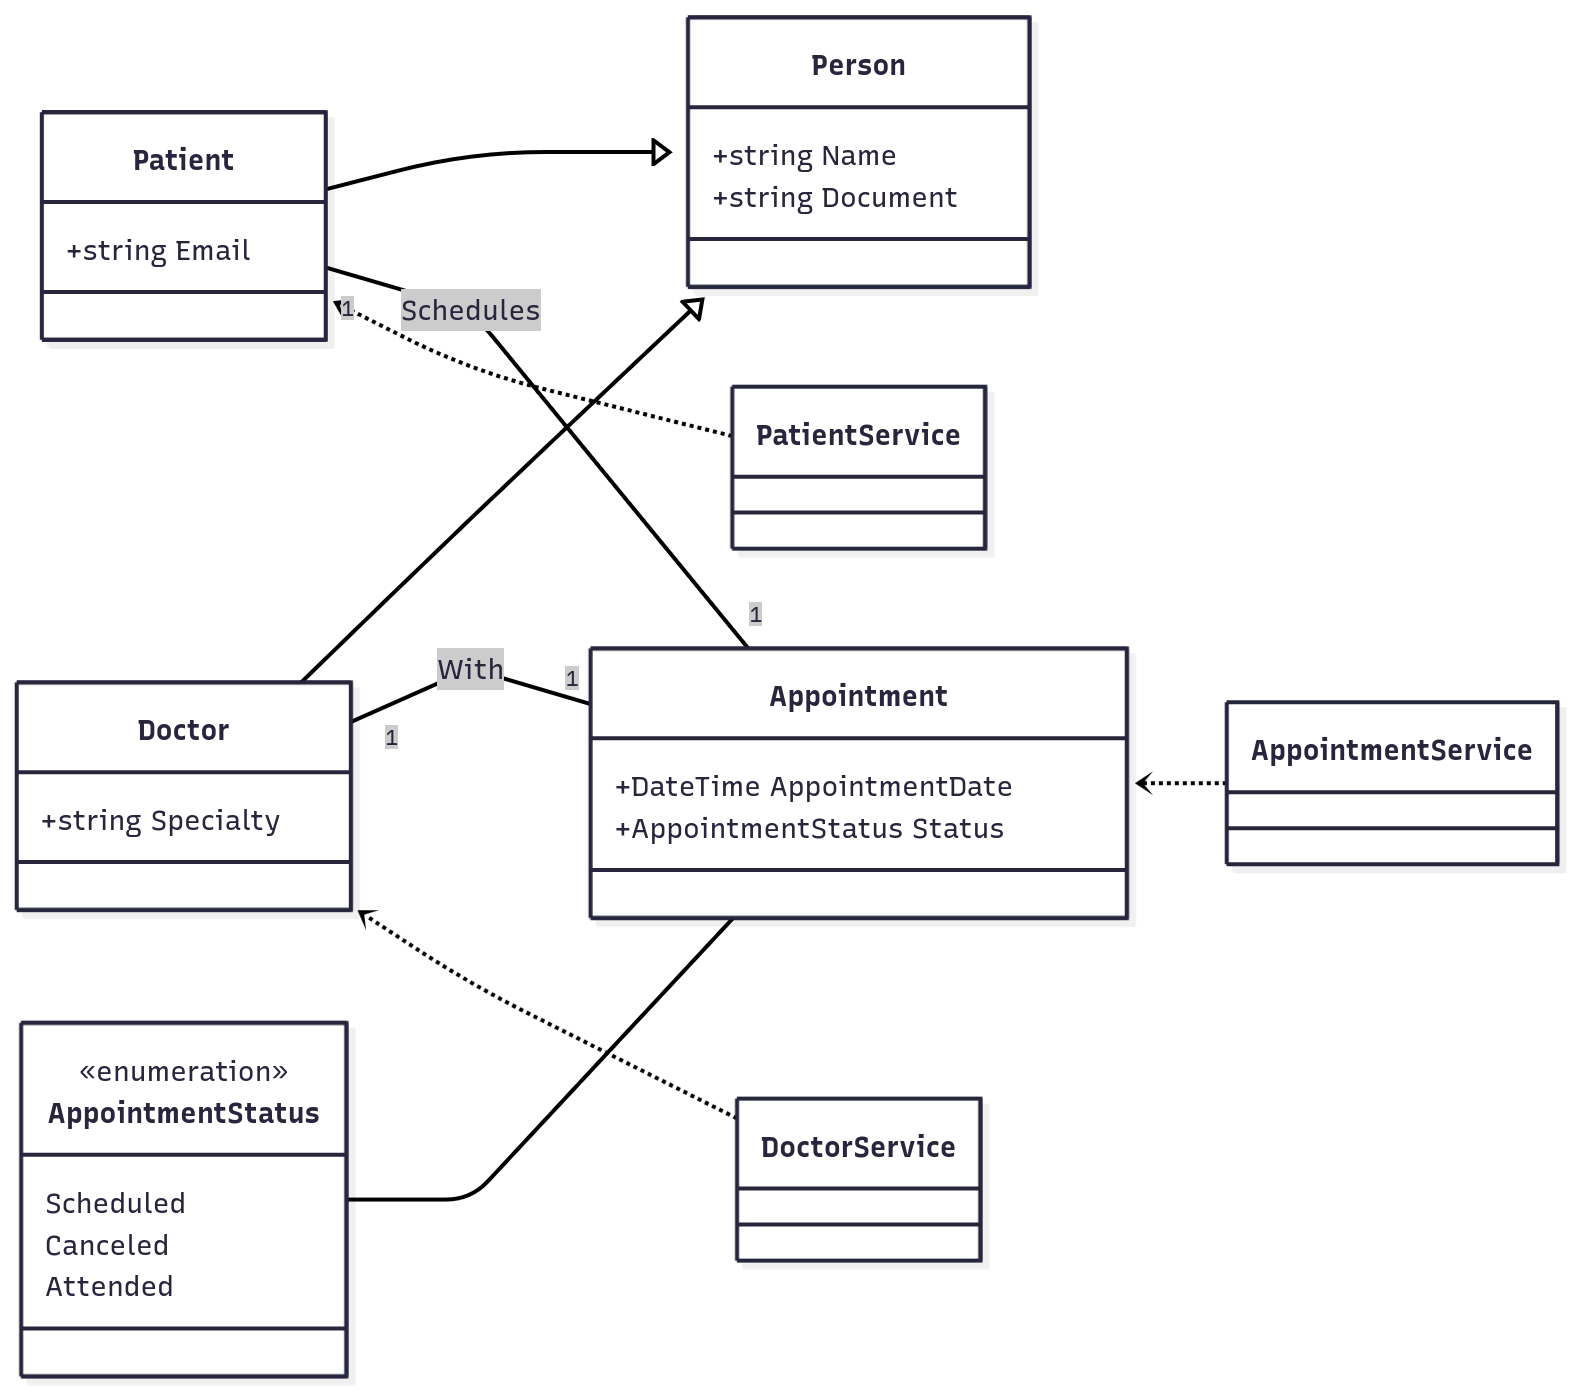 Person
+string Name
+string Document
Patient
+string Email
1
Schedules
PatientService
1
With
1
1
Doctor
+string Specialty
Appointment
+DateTime AppointmentDate
+AppointmentStatus Status
AppointmentService
«enumeration»
AppointmentStatus
Scheduled
Canceled
Attended
DoctorService